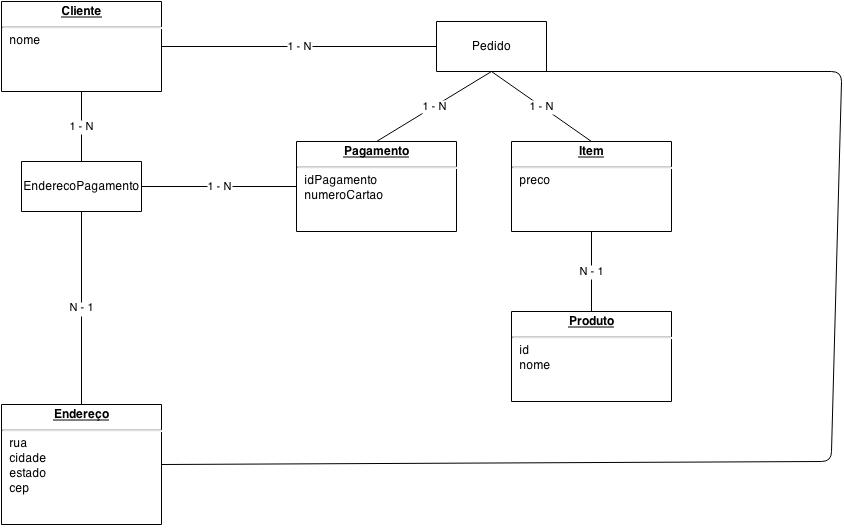 Cliente
nome
1 - N
Pedido
1 - N
1 - N
1 - N
Pagamento
idPagamento
numeroCartao
Item
preco
EnderecoPagamento
1 - N
N - 1
N - 1
Produto
id
nome
Endereço
rua
cidade
estado
cep